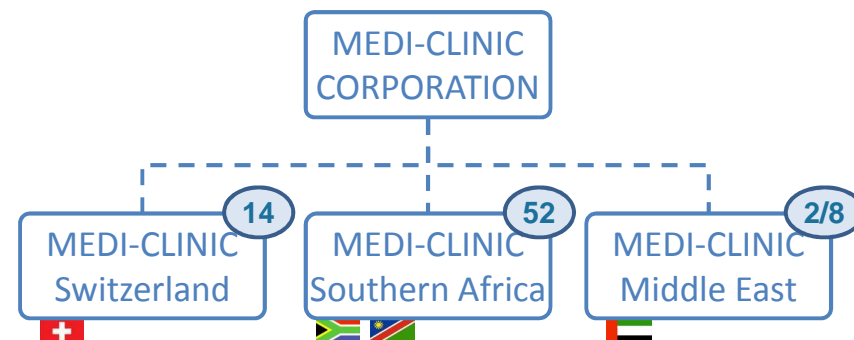 MEDI-CLINIC
CORPORATION
14
MEDI-CLINIC
Switzerland
52
MEDI-CLINIC
Southern Africa
2/8
MEDI-CLINIC
Middle East